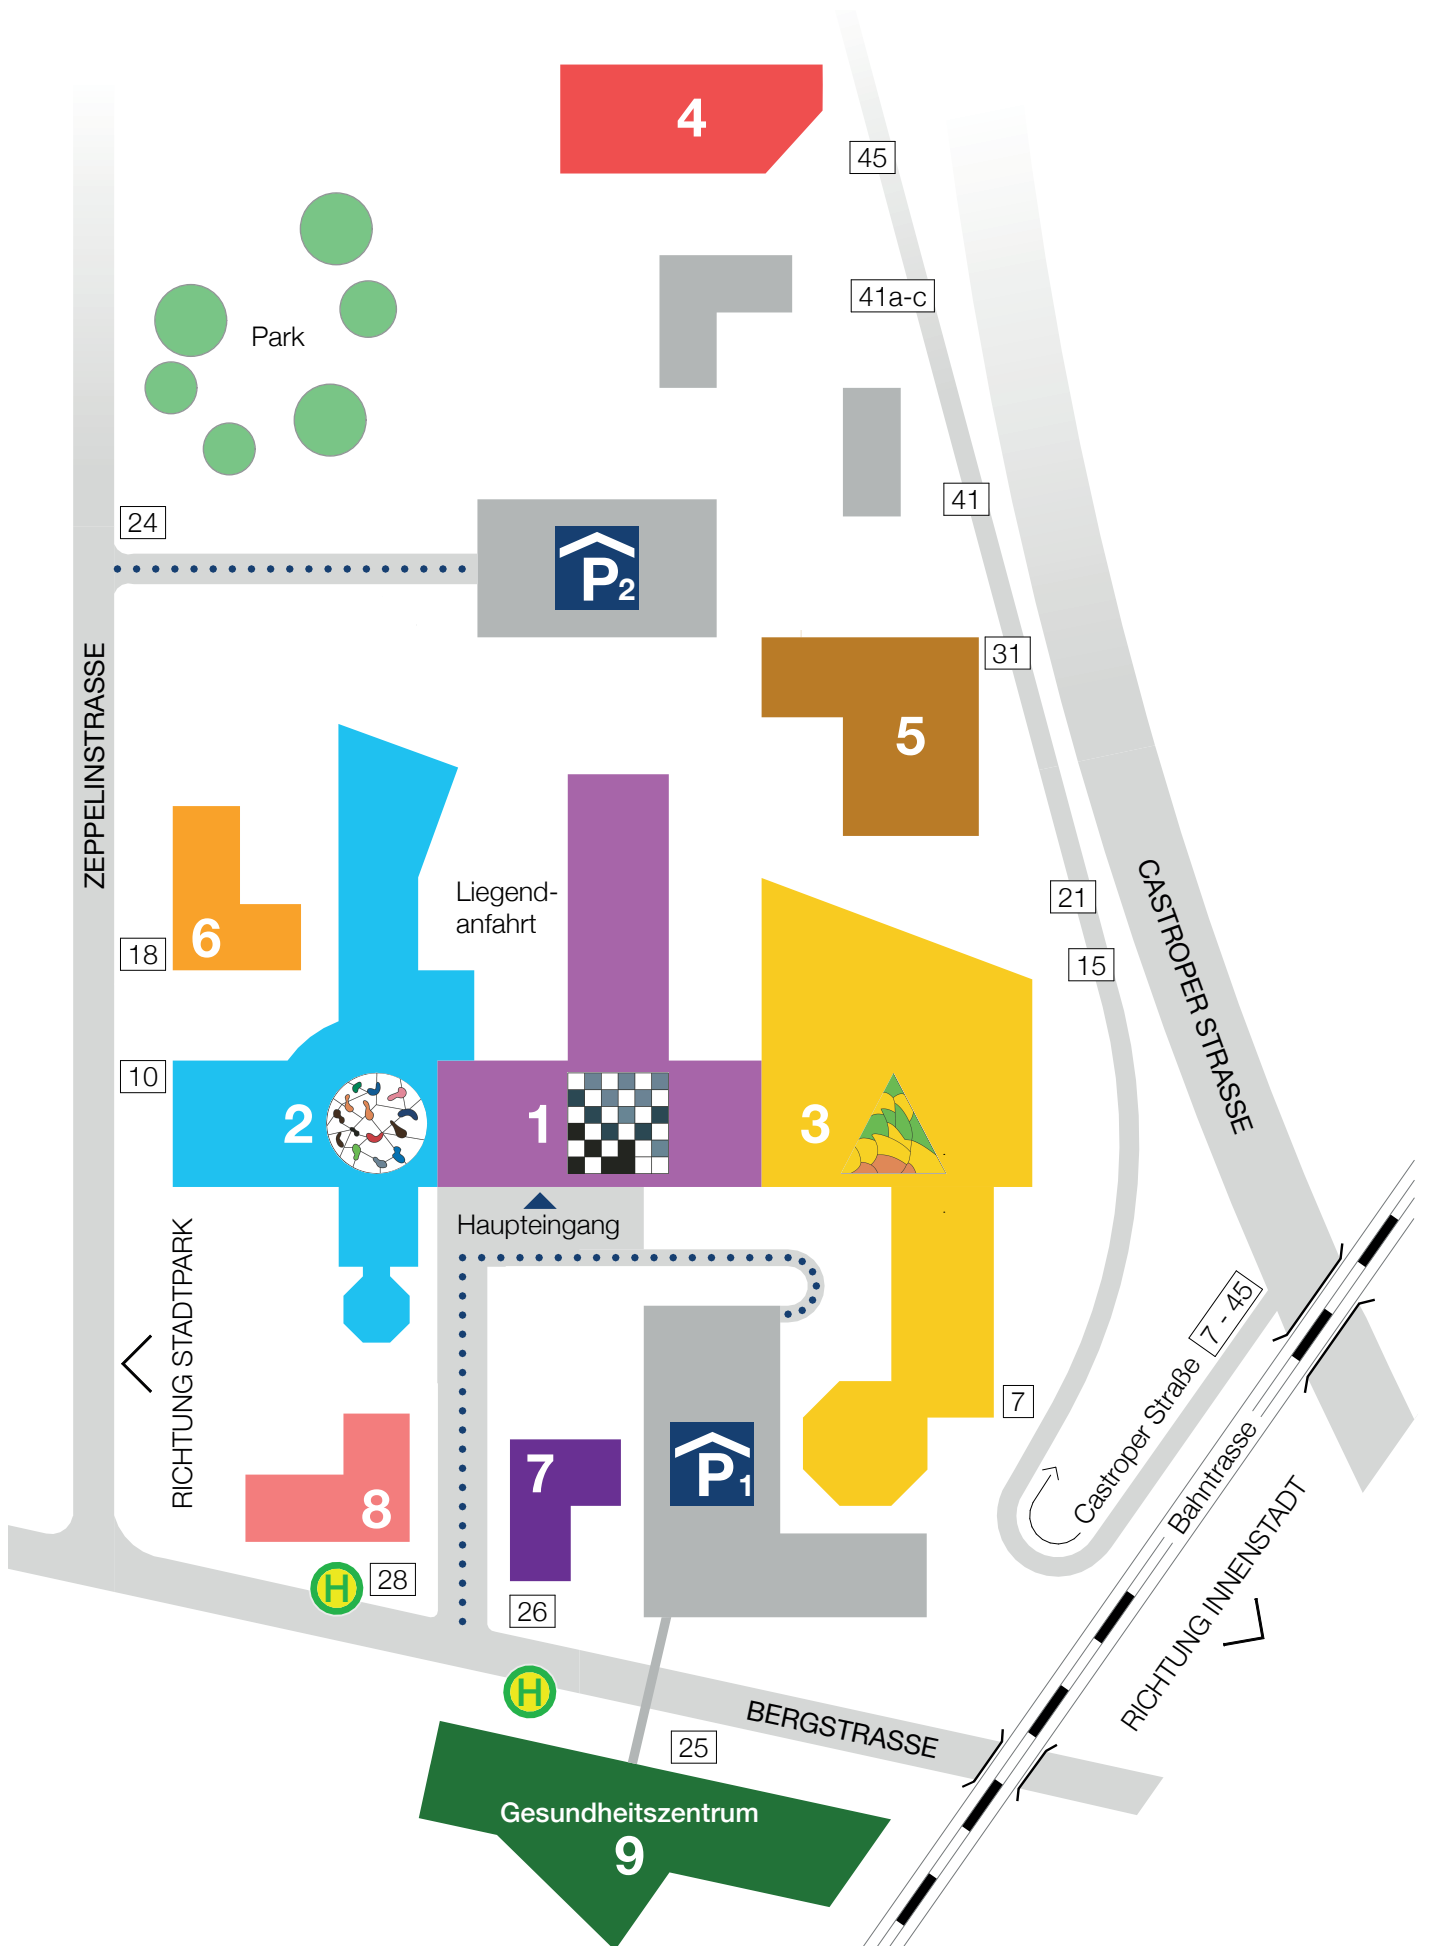 4
45
41a-c
Park
41
24
P2
31
5
ZEPPELINSTRASSE
Liegend-
anfahrt
21
6
18
15
CASTROPER STRASSE
10
2
1
3
Haupteingang
RICHTUNG STADTPARK
7 - 45
Castroper Straße
7
7
P1
8
Bahntrasse
RICHTUNG INNENSTADT
H
28
26
H
BERGSTRASSE
25
Gesundheitszentrum
9